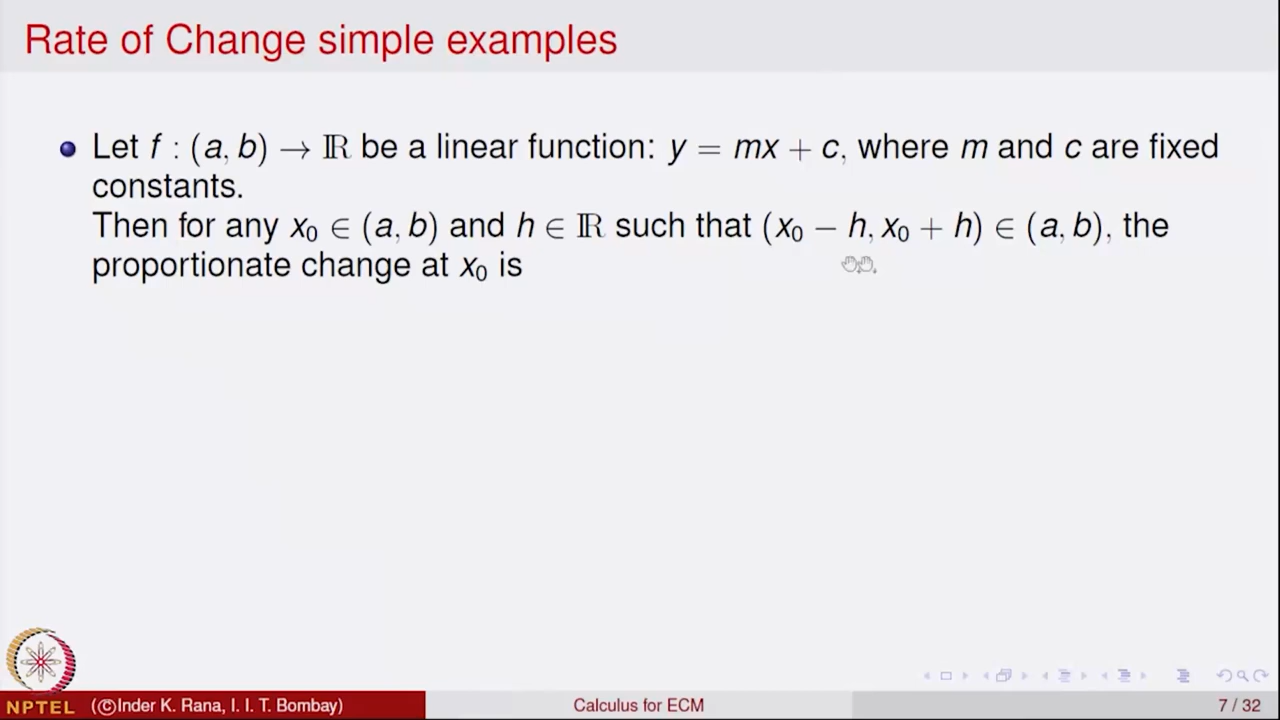 Rate of Change simple examples
Let f : (a, b) → ℝ be a linear function: y = mx + c, where m and c are fixed
constants.
Then for any x₀ ∈ (a, b) and h ∈ ℝ such that (x₀ − h, x₀ + h) ∈ (a, b), the
proportionate change at x₀ is
NPTEL
(©Inder K. Rana, I. I. T. Bombay)
Calculus for ECM
7 / 32